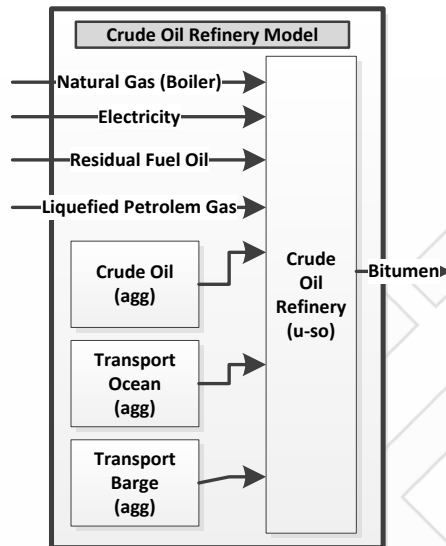 Crude Oil Refinery Model
Natural Gas (Boiler)
Electricity
Residual Fuel Oil
Liquefied Petrolem Gas
Crude Oil
(agg)
Transport
Ocean
(agg)
Transport
Barge
(agg)
Crude
Oil
Refinery
(u-so)
Bitumen